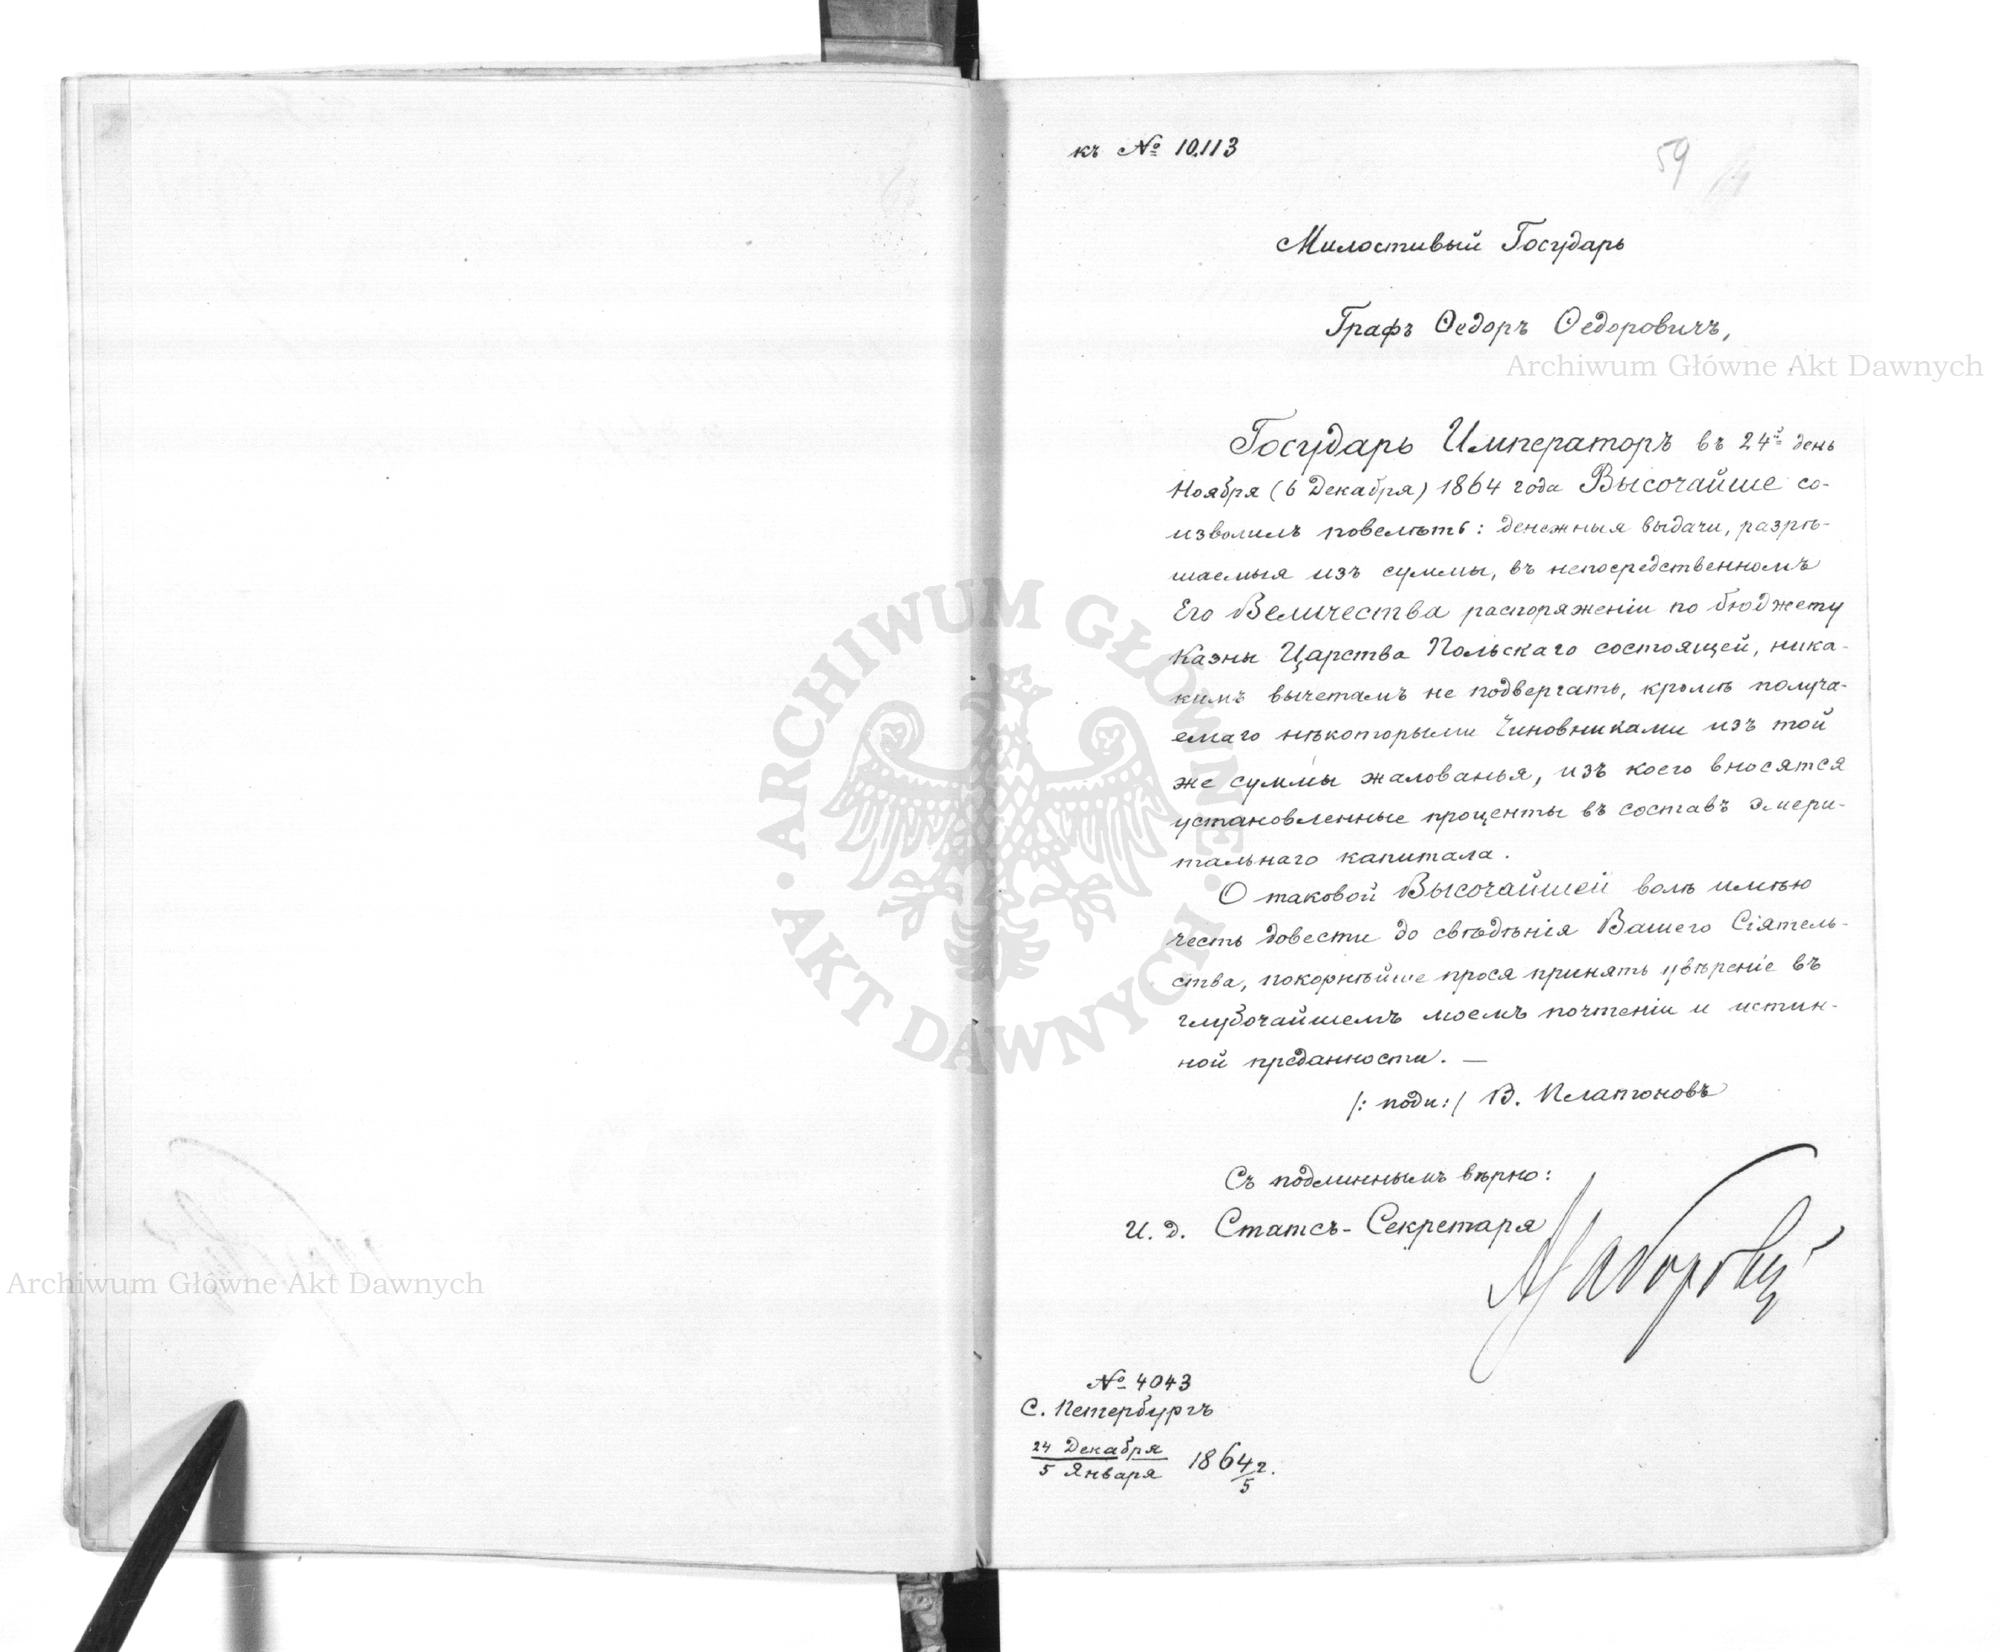 къ № 10,113
59
Милостивый Государь
Графъ Ѳедоръ Ѳедоровичъ,
Archiwum Główne Akt Dawnych
Государь Императоръ въ 24й день
Ноября (6 Декабря) 1864 года Высочайше со-
изволилъ повелѣть: денежныя выдачи, разрѣ-
шаемыя изъ суммы, въ непосредственномъ
Его Величества распоряженіи по бюджету
Казны Царства Польскаго состоящей, ника-
кимъ вычетамъ не подвергать, кромѣ получа-
емаго нѣкоторыми Чиновниками изъ той
же суммы жалованья, изъ коего вносятся
установленные проценты въ составъ Эмери-
тальнаго капитала.
О таковой Высочайшей волѣ имѣю
честь довести до свѣдѣнія Вашего Сіятель-
ства, покорнѣйше прося принять увѣреніе въ
глубочайшемъ моемъ почтеніи и истин-
ной преданности. —
/: подп:/ В. Платоновъ
Съ подлиннымъ вѣрно:
И. д. Статсъ-Секретаря
№ 4043
С. Петербургъ
24 Декабря
5 Января 1864/5 г.
ARCHIWUM GŁÓWNE AKT DAWNYCH
Archiwum Główne Akt Dawnych